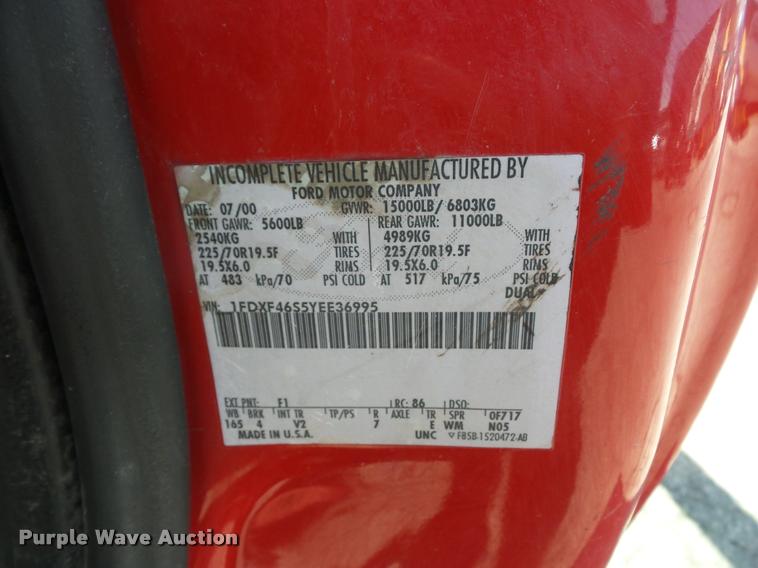 INCOMPLETE VEHICLE MANUFACTURED BY
FORD MOTOR COMPANY
DATE: 07/00 GVWR: 15000LB/ 6803KG
FRONT GAWR: 5600LB REAR GAWR: 11000LB
2540KG WITH 4989KG WITH
225/70R19.5F TIRES 225/70R19.5F TIRES
19.5X6.0 RIMS 19.5X6.0 RIMS
AT 483 kPa/70 PSI COLD AT 517 kPa/75 PSI COLD
DUAL
VIN: 1FDXF46S5YEE36995
EXT PNT: F1 RC: 86 DSO:
WB BRK INT TR TP/PS R AXLE TR SPR 0F717
165 4 V2 7 E WM N05
MADE IN U.S.A. UNC F85B-1520472-AB
Purple Wave Auction